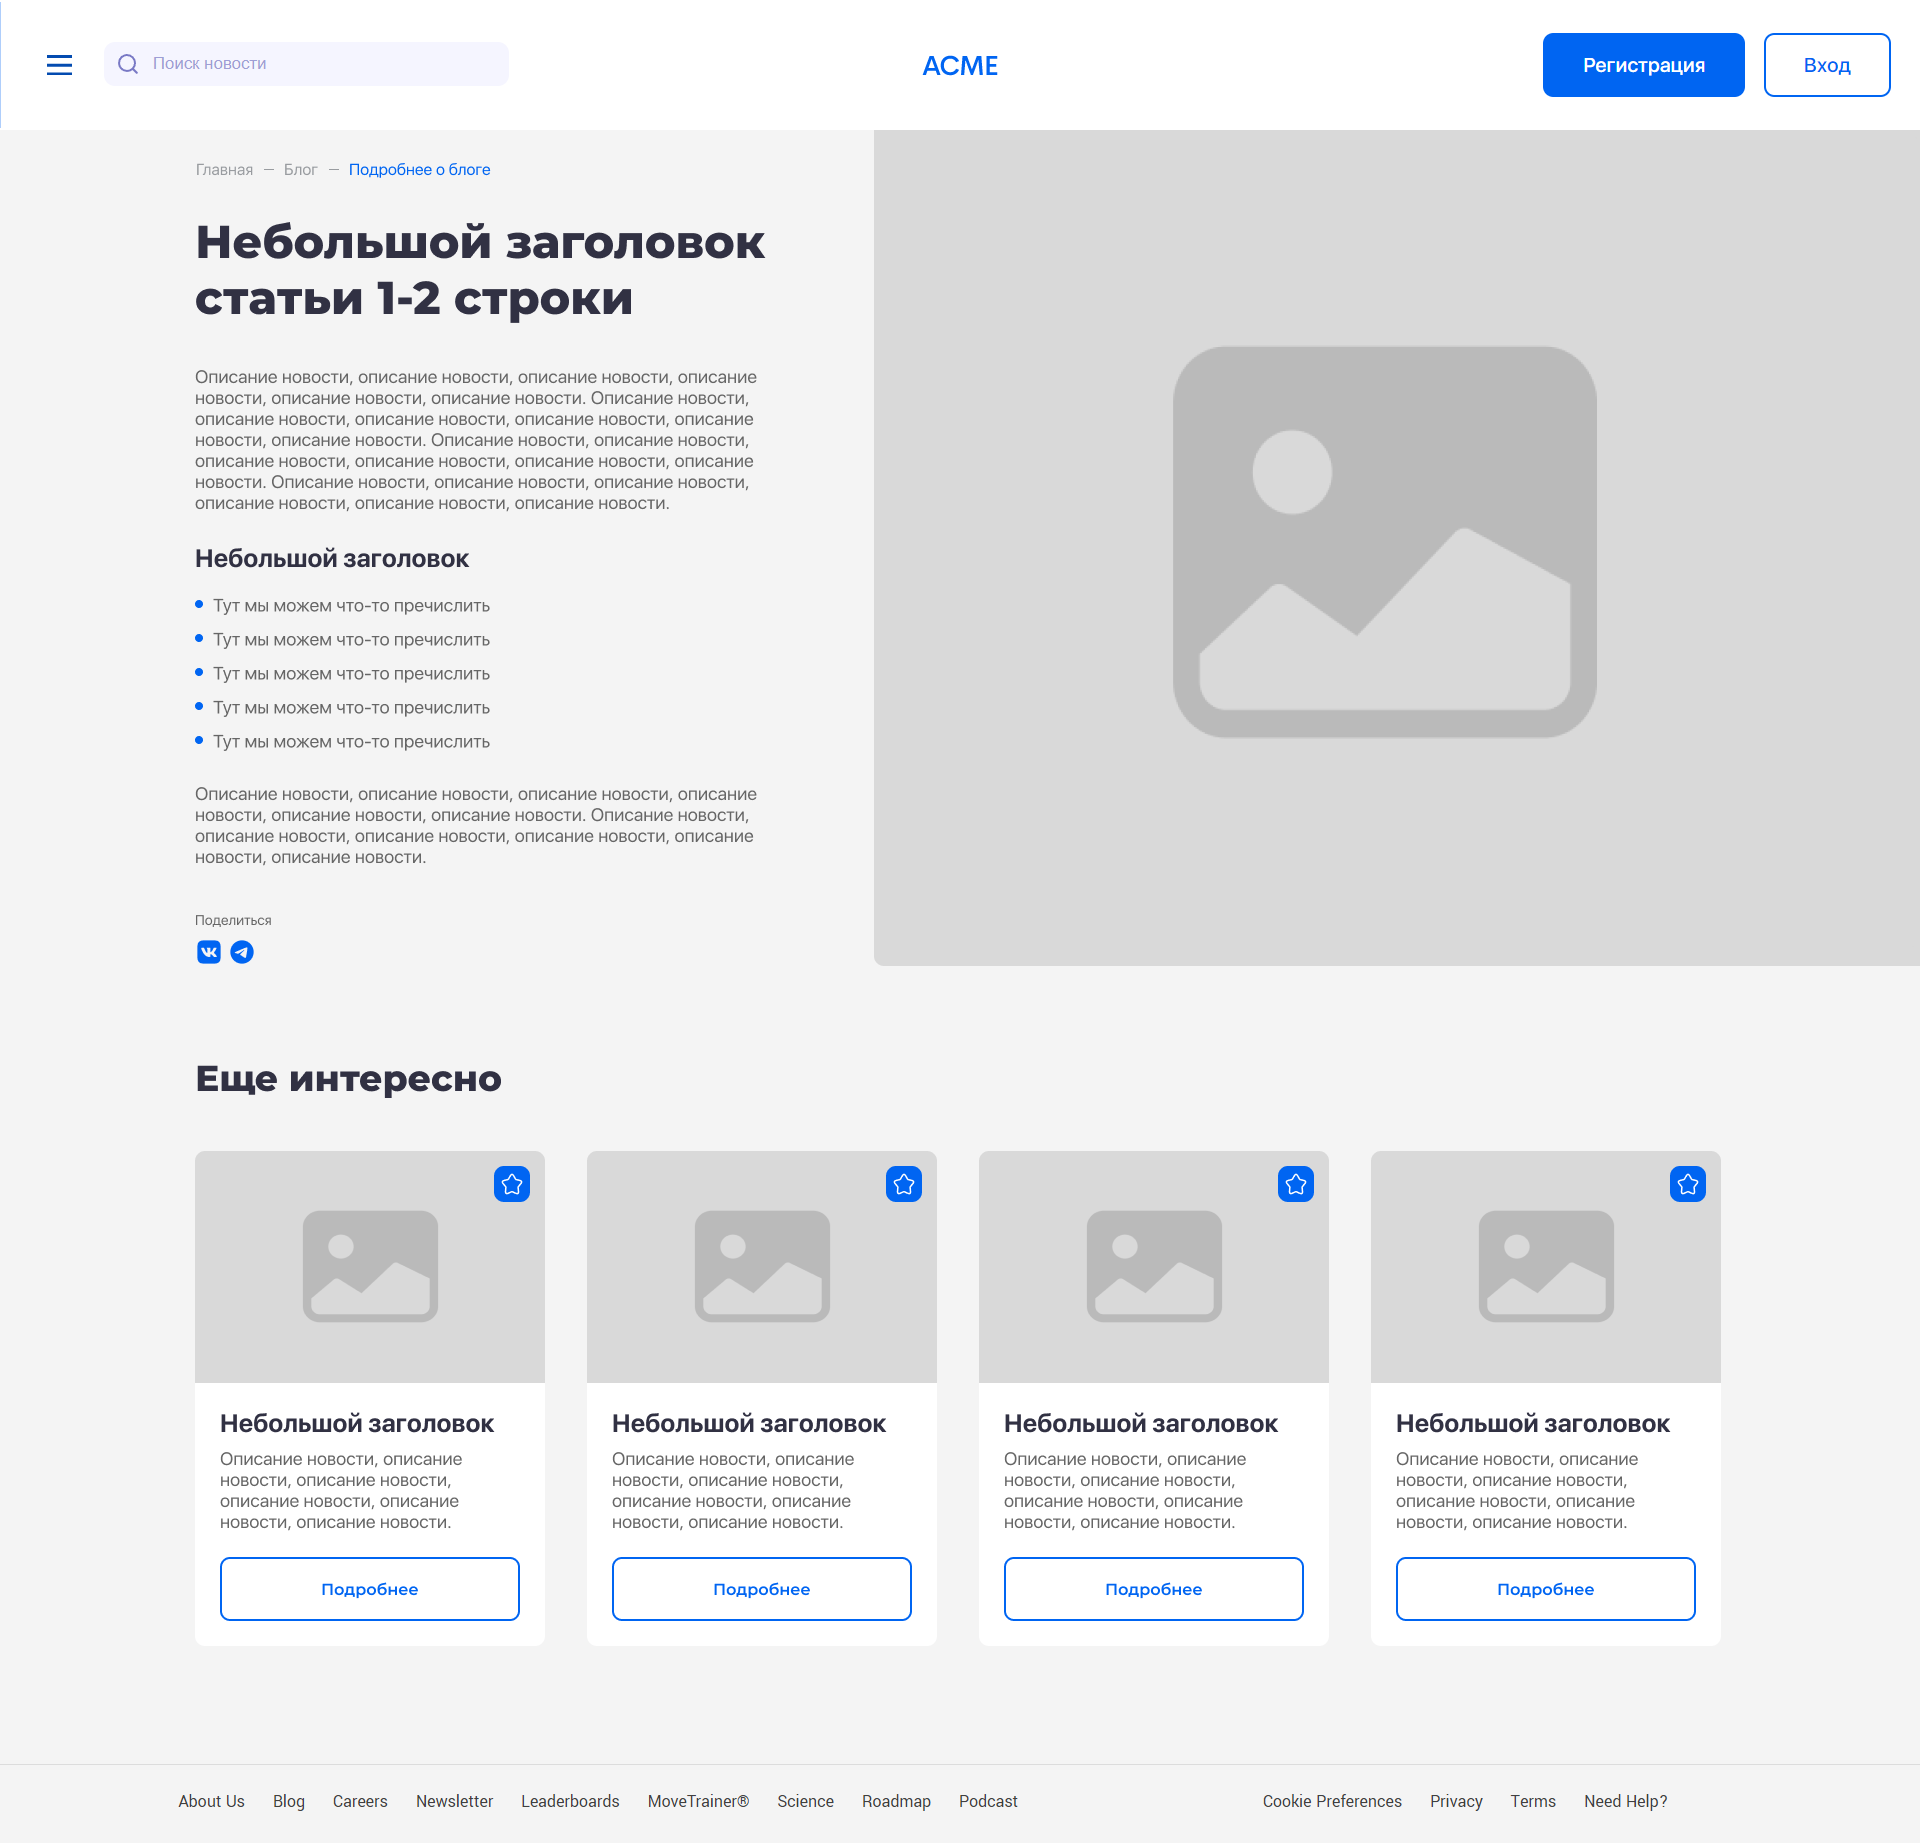 Поиск новости
ACME
Регистрация
Вход
Главная — Блог — Подробнее о блоге
Небольшой заголовок
статьи 1-2 строки
Описание новости, описание новости, описание новости, описание
новости, описание новости, описание новости. Описание новости,
описание новости, описание новости, описание новости, описание
новости, описание новости. Описание новости, описание новости,
описание новости, описание новости, описание новости, описание
новости. Описание новости, описание новости, описание новости,
описание новости, описание новости, описание новости.
Небольшой заголовок
Тут мы можем что-то пречислить
Тут мы можем что-то пречислить
Тут мы можем что-то пречислить
Тут мы можем что-то пречислить
Тут мы можем что-то пречислить
Описание новости, описание новости, описание новости, описание
новости, описание новости, описание новости. Описание новости,
описание новости, описание новости, описание новости, описание
новости, описание новости.
Поделиться
Еще интересно
Небольшой заголовок
Описание новости, описание
новости, описание новости,
описание новости, описание
новости, описание новости.
Подробнее
Небольшой заголовок
Описание новости, описание
новости, описание новости,
описание новости, описание
новости, описание новости.
Подробнее
Небольшой заголовок
Описание новости, описание
новости, описание новости,
описание новости, описание
новости, описание новости.
Подробнее
Небольшой заголовок
Описание новости, описание
новости, описание новости,
описание новости, описание
новости, описание новости.
Подробнее
About Us Blog Careers Newsletter Leaderboards MoveTrainer® Science Roadmap Podcast Cookie Preferences Privacy Terms Need Help?